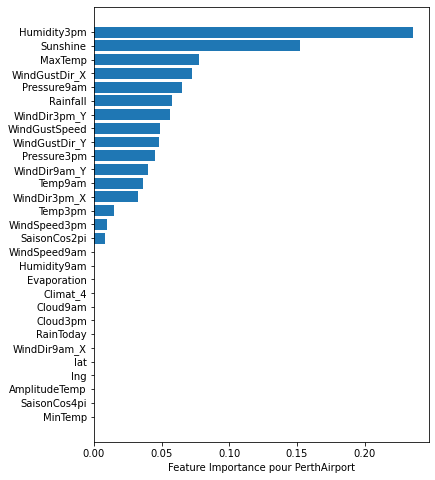 Humidity3pm
Sunshine
MaxTemp
WindGustDir_X
Pressure9am
Rainfall
WindDir3pm_Y
WindGustSpeed
WindGustDir_Y
Pressure3pm
WindDir9am_Y
Temp9am
WindDir3pm_X
Temp3pm
WindSpeed3pm
SaisonCos2pi
WindSpeed9am
Humidity9am
Evaporation
Climat_4
Cloud9am
Cloud3pm
RainToday
WindDir9am_X
lat
lng
AmplitudeTemp
SaisonCos4pi
MinTemp
0.00 0.05 0.10 0.15 0.20
Feature Importance pour PerthAirport